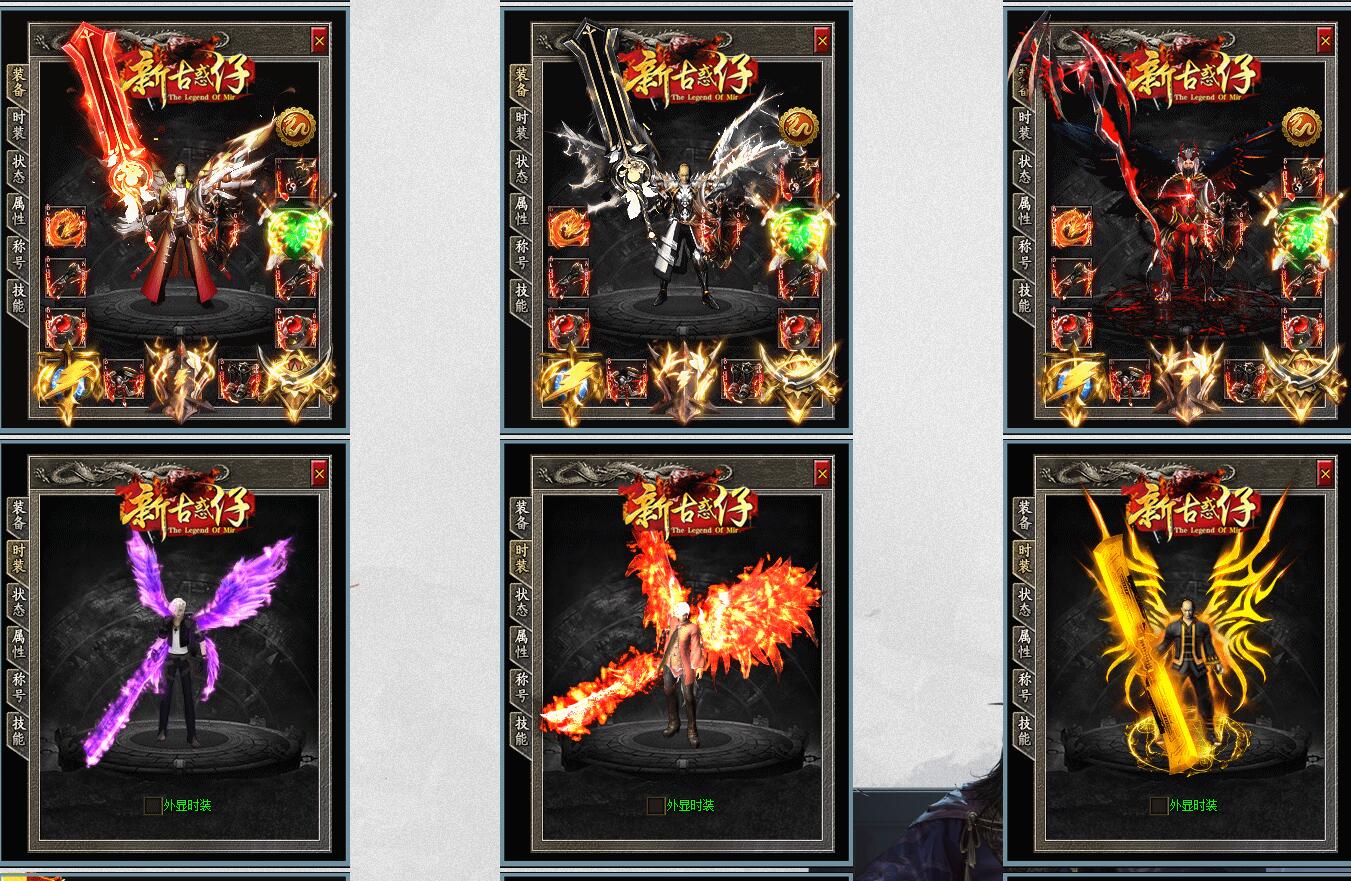 新古惑仔
The Legend Of Mir
装备
时装
状态
属性
称号
技能
新古惑仔
The Legend Of Mir
装备
时装
状态
属性
称号
技能
新古惑仔
The Legend Of Mir
装备
时装
状态
属性
称号
技能
新古惑仔
The Legend Of Mir
装备
时装
状态
属性
称号
技能
外显时装
新古惑仔
The Legend Of Mir
装备
时装
状态
属性
称号
技能
外显时装
新古惑仔
The Legend Of Mir
装备
时装
状态
属性
称号
技能
外显时装